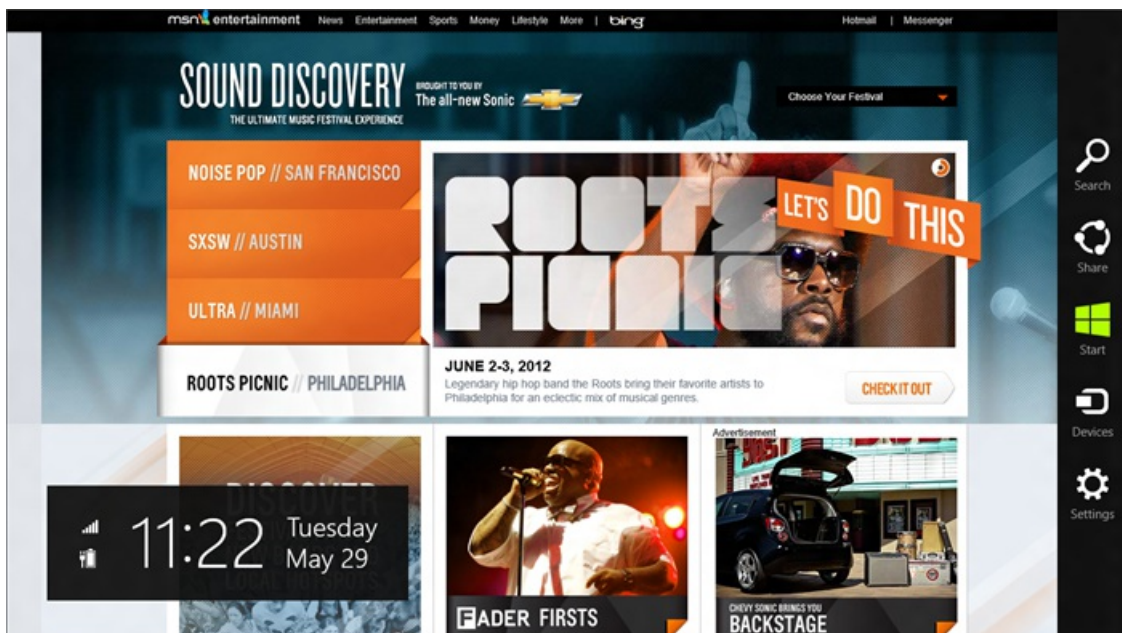 msn entertainment News Entertainment Sports Money Lifestyle More | bing Hotmail | Messenger
SOUND DISCOVERY
THE ULTIMATE MUSIC FESTIVAL EXPERIENCE
BROUGHT TO YOU BY
The all-new Sonic
Choose Your Festival
NOISE POP // SAN FRANCISCO
SXSW // AUSTIN
ULTRA // MIAMI
ROOTS PICNIC // PHILADELPHIA
ROOTS
PICNIC
LET'S DO THIS
JUNE 2-3, 2012
Legendary hip hop band the Roots bring their favorite artists to
Philadelphia for an eclectic mix of musical genres.
CHECK IT OUT
Search
Share
Start
Devices
Settings
DISCOVER
LOCAL HOTSPOTS
11:22
Tuesday
May 29
FADER FIRSTS
Advertisement
CHEVY SONIC BRINGS YOU
BACKSTAGE